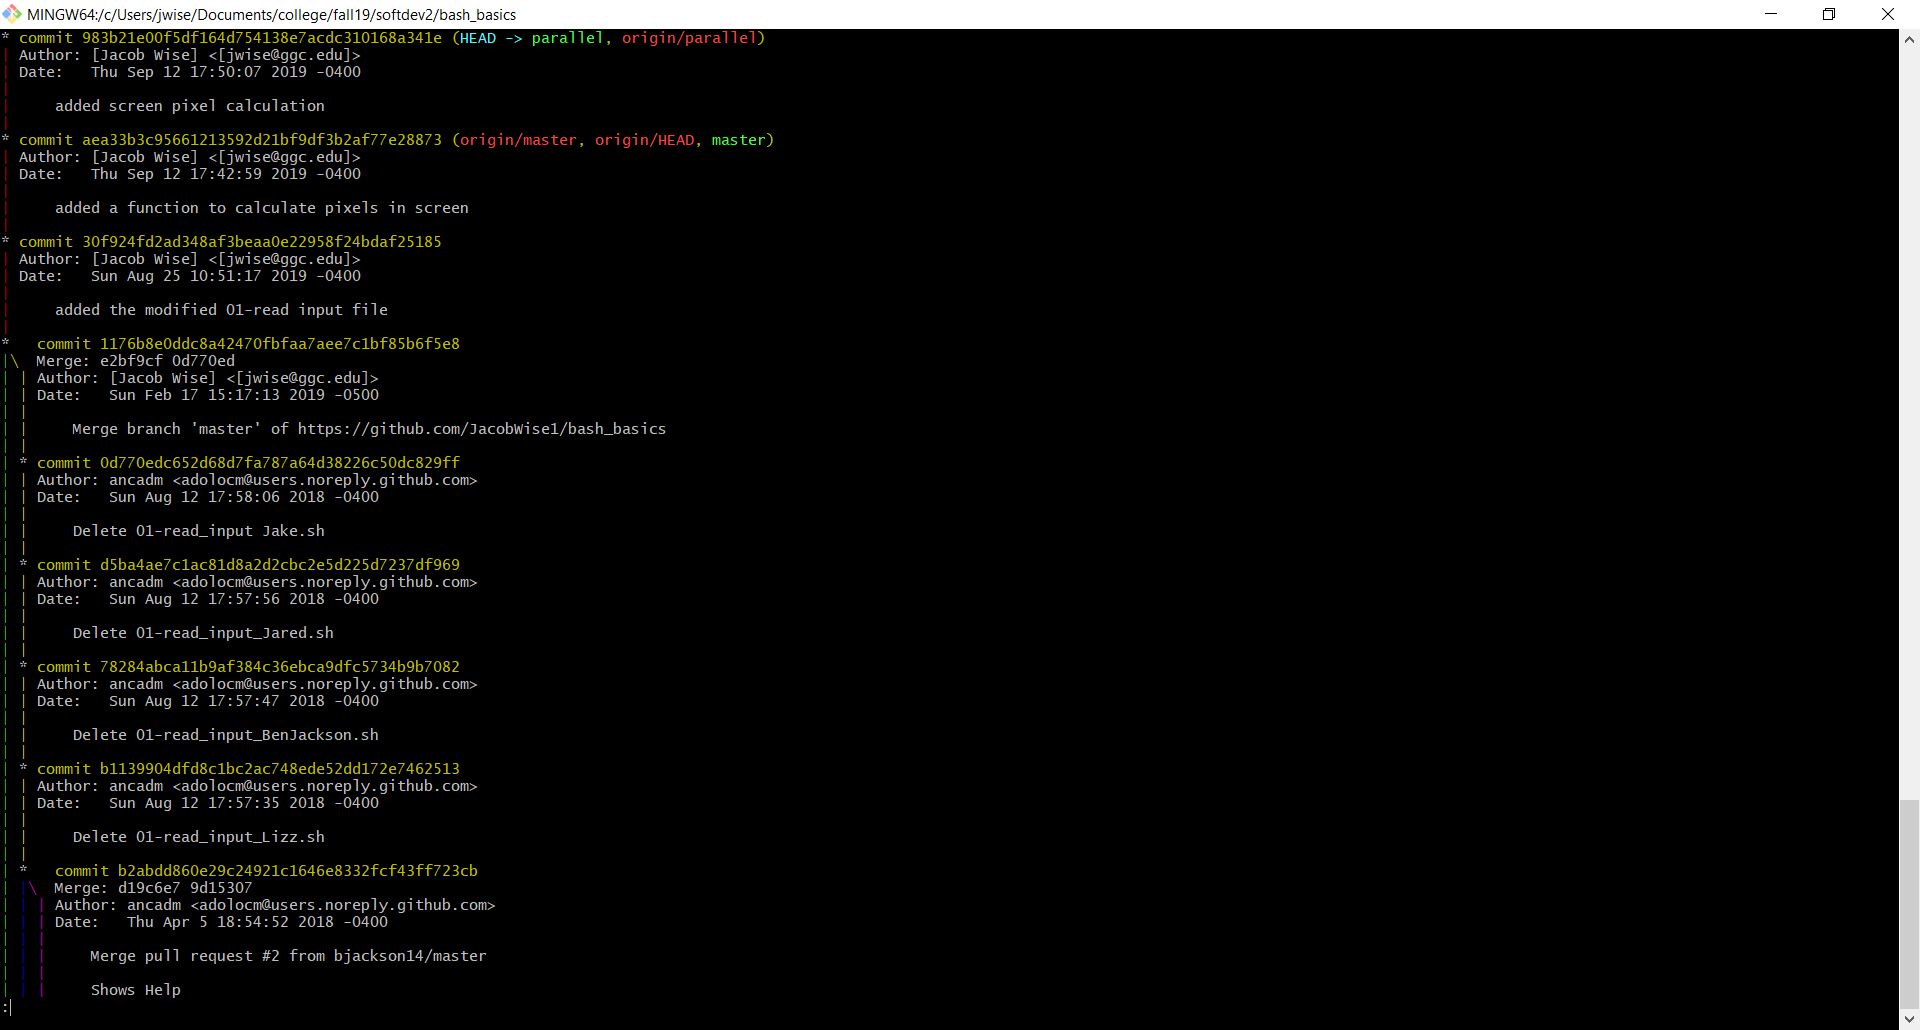 MINGW64:/c/Users/jwise/Documents/college/fall19/softdev2/bash_basics
* commit 983b21e00f5df164d754138e7acdc310168a341e (HEAD -> parallel, origin/parallel)
| Author: [Jacob Wise] <[jwise@ggc.edu]>
| Date:   Thu Sep 12 17:50:07 2019 -0400
|
|     added screen pixel calculation
|
* commit aea33b3c95661213592d21bf9df3b2af77e28873 (origin/master, origin/HEAD, master)
| Author: [Jacob Wise] <[jwise@ggc.edu]>
| Date:   Thu Sep 12 17:42:59 2019 -0400
|
|     added a function to calculate pixels in screen
|
* commit 30f924fd2ad348af3beaa0e22958f24bdaf25185
| Author: [Jacob Wise] <[jwise@ggc.edu]>
| Date:   Sun Aug 25 10:51:17 2019 -0400
|
|     added the modified 01-read input file
|
*   commit 1176b8e0ddc8a42470fbfaa7aee7c1bf85b6f5e8
|\  Merge: e2bf9cf 0d770ed
| | Author: [Jacob Wise] <[jwise@ggc.edu]>
| | Date:   Sun Feb 17 15:17:13 2019 -0500
| |
| |     Merge branch 'master' of https://github.com/JacobWise1/bash_basics
| |
| * commit 0d770edc652d68d7fa787a64d38226c50dc829ff
| | Author: ancadm <adolocm@users.noreply.github.com>
| | Date:   Sun Aug 12 17:58:06 2018 -0400
| |
| |     Delete 01-read_input Jake.sh
| |
| * commit d5ba4ae7c1ac81d8a2d2cbc2e5d225d7237df969
| | Author: ancadm <adolocm@users.noreply.github.com>
| | Date:   Sun Aug 12 17:57:56 2018 -0400
| |
| |     Delete 01-read_input_Jared.sh
| |
| * commit 78284abca11b9af384c36ebca9dfc5734b9b7082
| | Author: ancadm <adolocm@users.noreply.github.com>
| | Date:   Sun Aug 12 17:57:47 2018 -0400
| |
| |     Delete 01-read_input_BenJackson.sh
| |
| * commit b1139904dfd8c1bc2ac748ede52dd172e7462513
| | Author: ancadm <adolocm@users.noreply.github.com>
| | Date:   Sun Aug 12 17:57:35 2018 -0400
| |
| |     Delete 01-read_input_Lizz.sh
| |
| *   commit b2abdd860e29c24921c1646e8332fcf43ff723cb
| |\  Merge: d19c6e7 9d15307
| | | Author: ancadm <adolocm@users.noreply.github.com>
| | | Date:   Thu Apr 5 18:54:52 2018 -0400
| | |
| | |     Merge pull request #2 from bjackson14/master
| | |
| | |     Shows Help
: